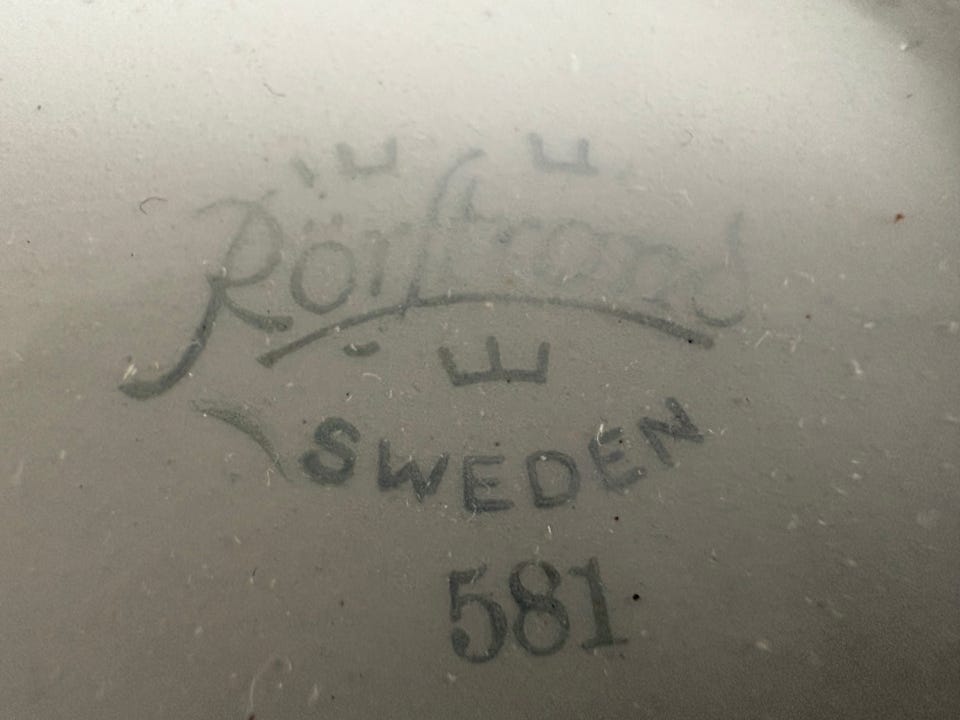 Rörstrand
SWEDEN
581